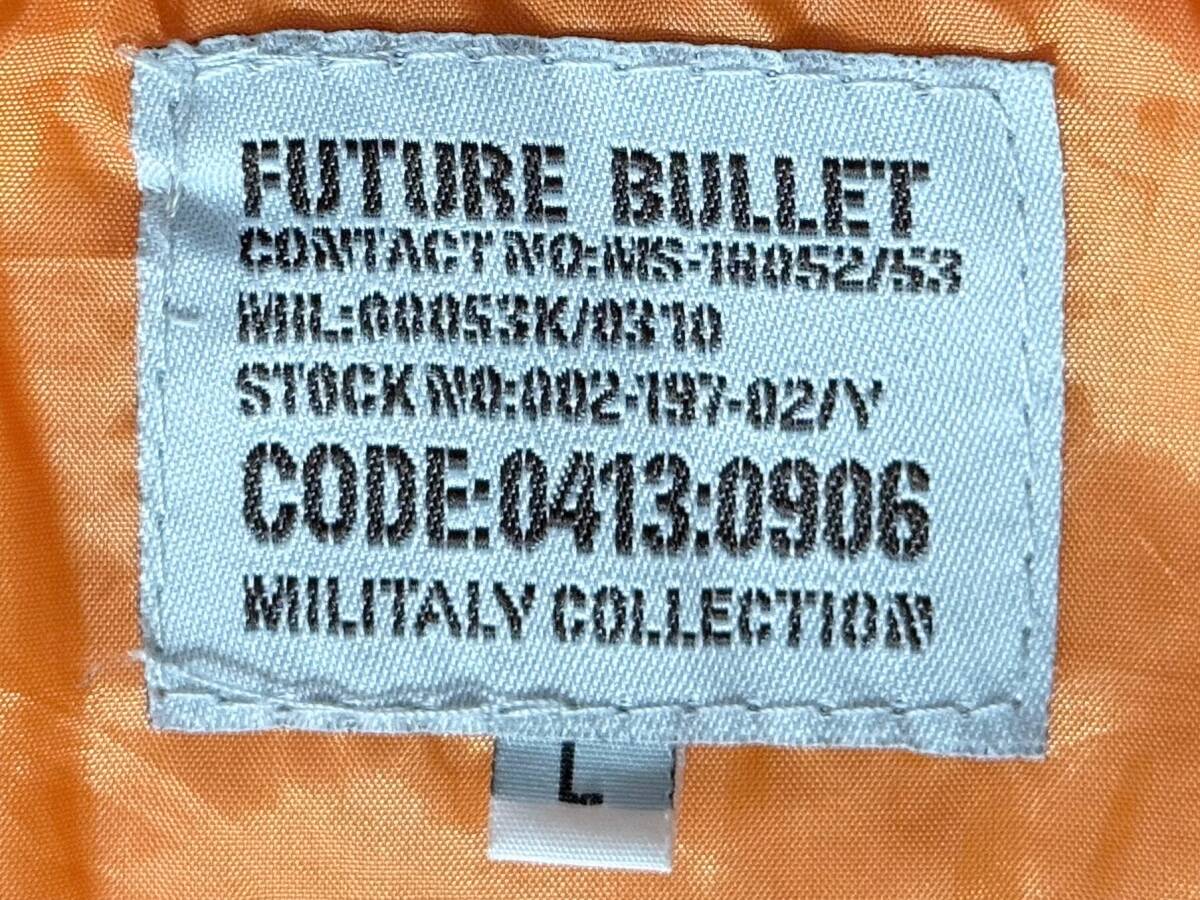 FUTURE BULLET
CONTACT NO:MS-18052/53
MIL:00053K/0310
STOCK NO:002-197-02/Y
CODE:0413:0906
MILITALY COLLECTION
L